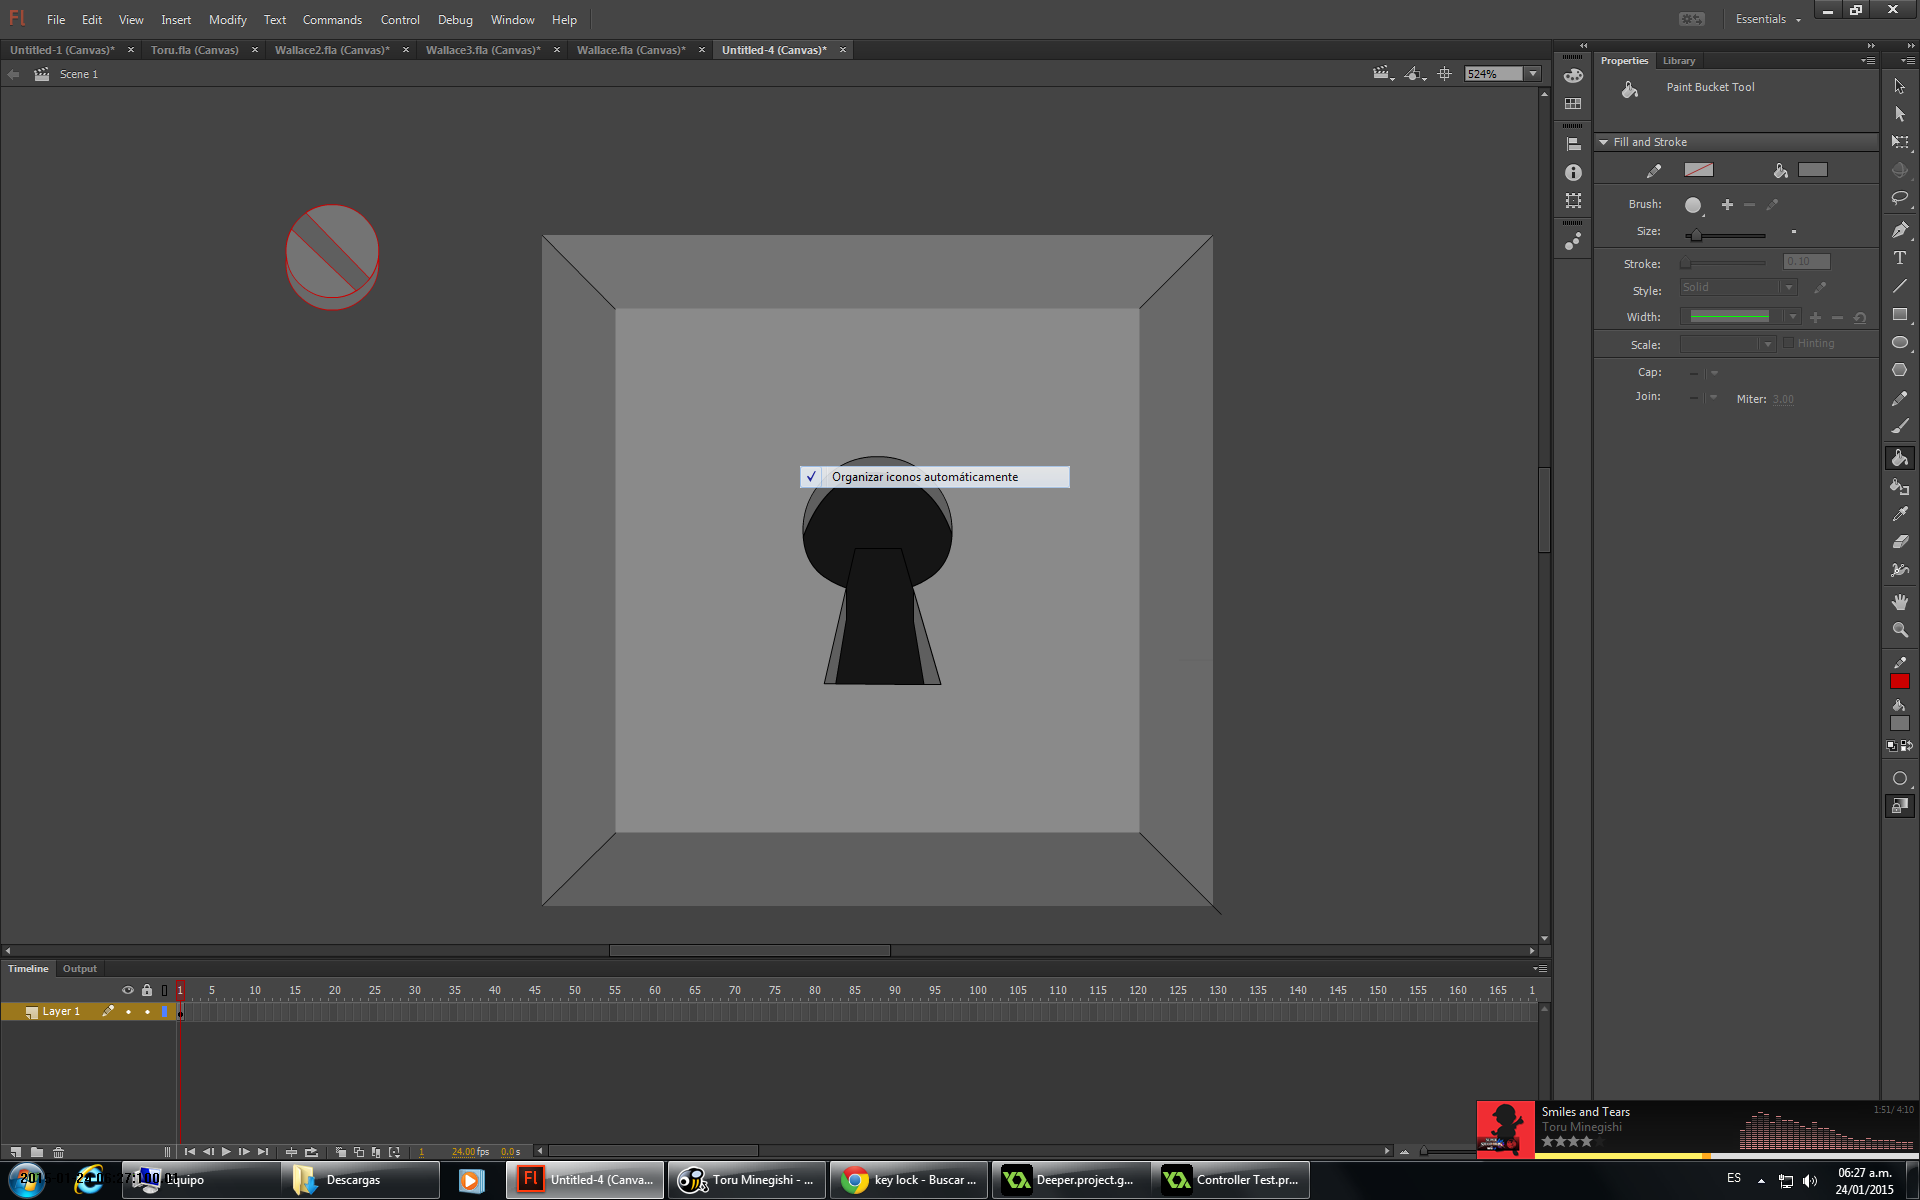 Fl File Edit View Insert Modify Text Commands Control Debug Window Help Essentials
Untitled-1 (Canvas)* Toru.fla (Canvas) Wallace2.fla (Canvas)* Wallace3.fla (Canvas)* Wallace.fla (Canvas)* Untitled-4 (Canvas)*
Scene 1 524%
Properties Library
Paint Bucket Tool
Fill and Stroke
Brush:
Size:
Stroke: 0,10
Style: Solid
Width:
Scale: Hinting
Cap:
Join: Miter: 3,00
Organizar iconos automáticamente
Timeline Output
1 5 10 15 20 25 30 35 40 45 50 55 60 65 70 75 80 85 90 95 100 105 110 115 120 125 130 135 140 145 150 155 160 165 1
Layer 1
1 24.00 fps 0.0 s
Smiles and Tears 1:51/ 4:10
Toru Minegishi
Equipo Descargas Fl Untitled-4 (Canva... Toru Minegishi - ... key lock - Buscar ... Deeper.project.g... Controller Test.pr... ES
06:27 a.m.
24/01/2015